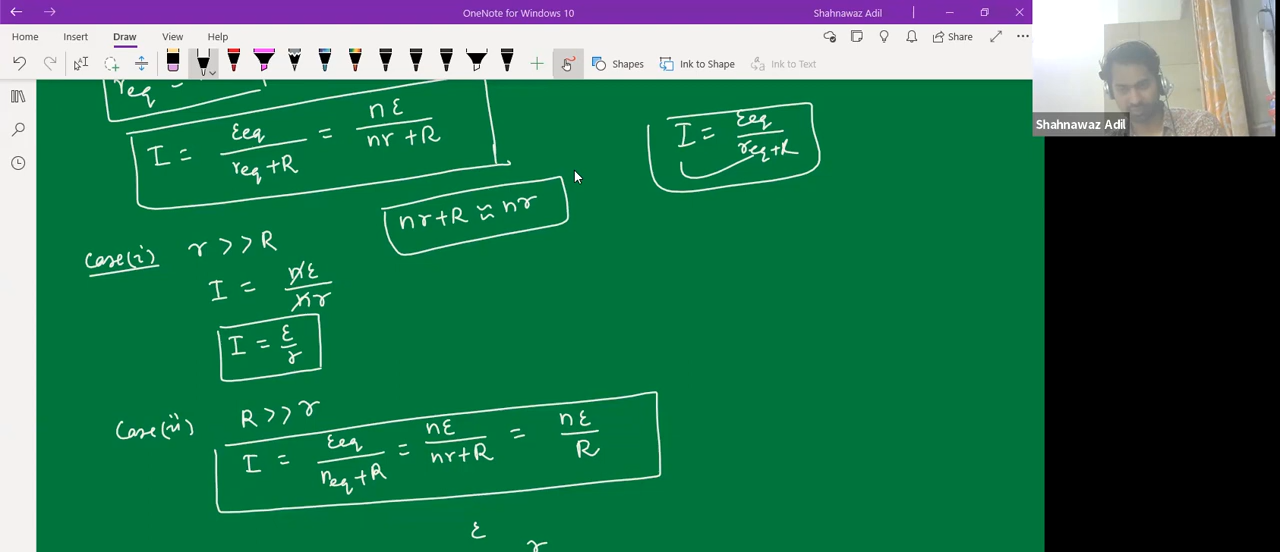 OneNote for Windows 10
Shahnawaz Adil
Home Insert Draw View Help
Share
Shapes
Ink to Shape
Ink to Text
Shahnawaz Adil
req =
I = εeq / req + R = nε / nr + R
I = εeq / req + R
nr + R ≈ nr
Case(i) r >> R
I = nε / nr
I = ε / r
Case(ii) R >> r
I = εeq / req + R = nε / nr + R = nε / R
ε
r